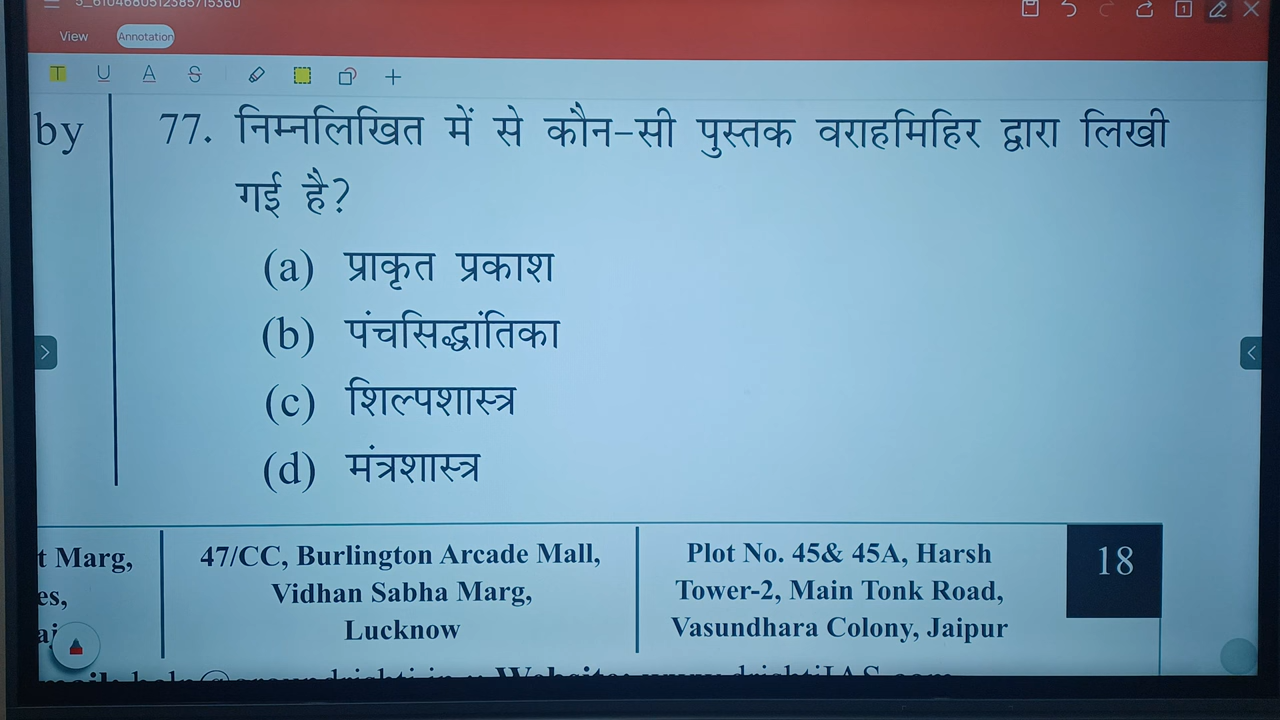 5_6104680512385715360
View
Annotation
T U A S
by
77. निम्नलिखित में से कौन-सी पुस्तक वराहमिहिर द्वारा लिखी
गई है?
(a) प्राकृत प्रकाश
(b) पंचसिद्धांतिका
(c) शिल्पशास्त्र
(d) मंत्रशास्त्र
t Marg,
es,
47/CC, Burlington Arcade Mall,
Vidhan Sabha Marg,
Lucknow
Plot No. 45& 45A, Harsh
Tower-2, Main Tonk Road,
Vasundhara Colony, Jaipur
18